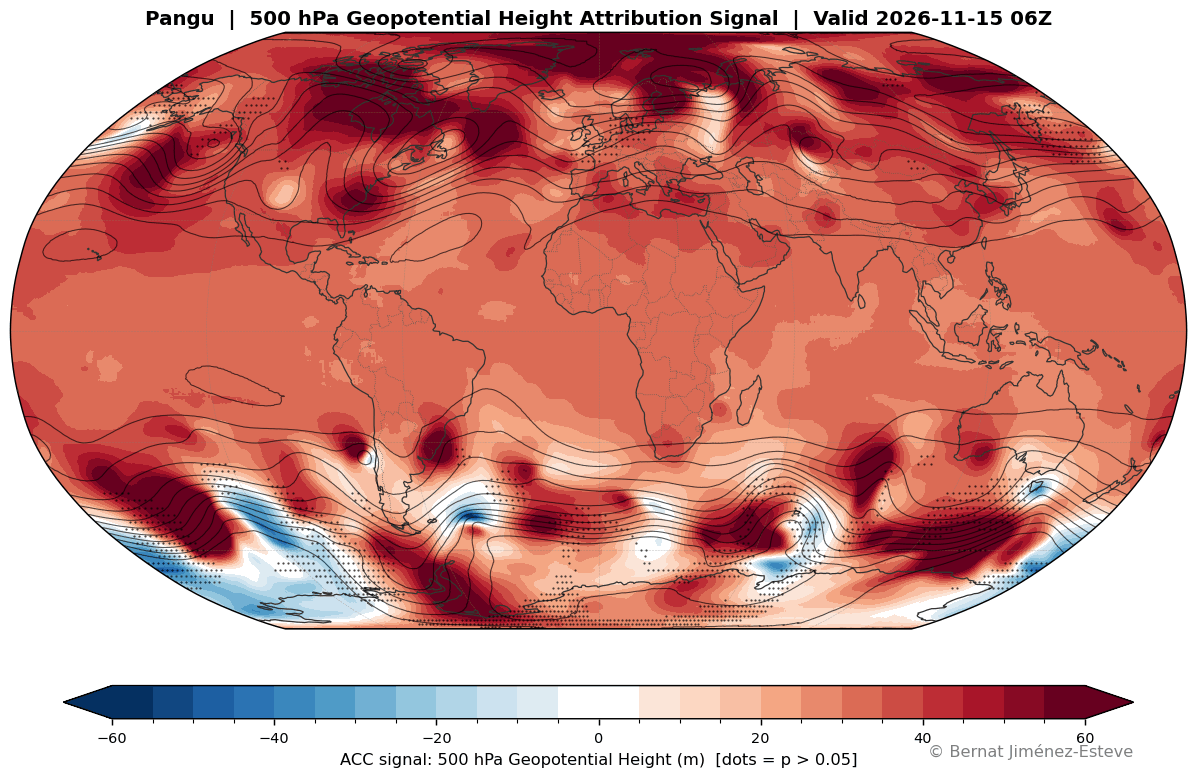 Pangu | 500 hPa Geopotential Height Attribution Signal | Valid 2026-11-15 06Z
−60 −40 −20 0 20 40 60
ACC signal: 500 hPa Geopotential Height (m) [dots = p > 0.05]
© Bernat Jiménez-Esteve